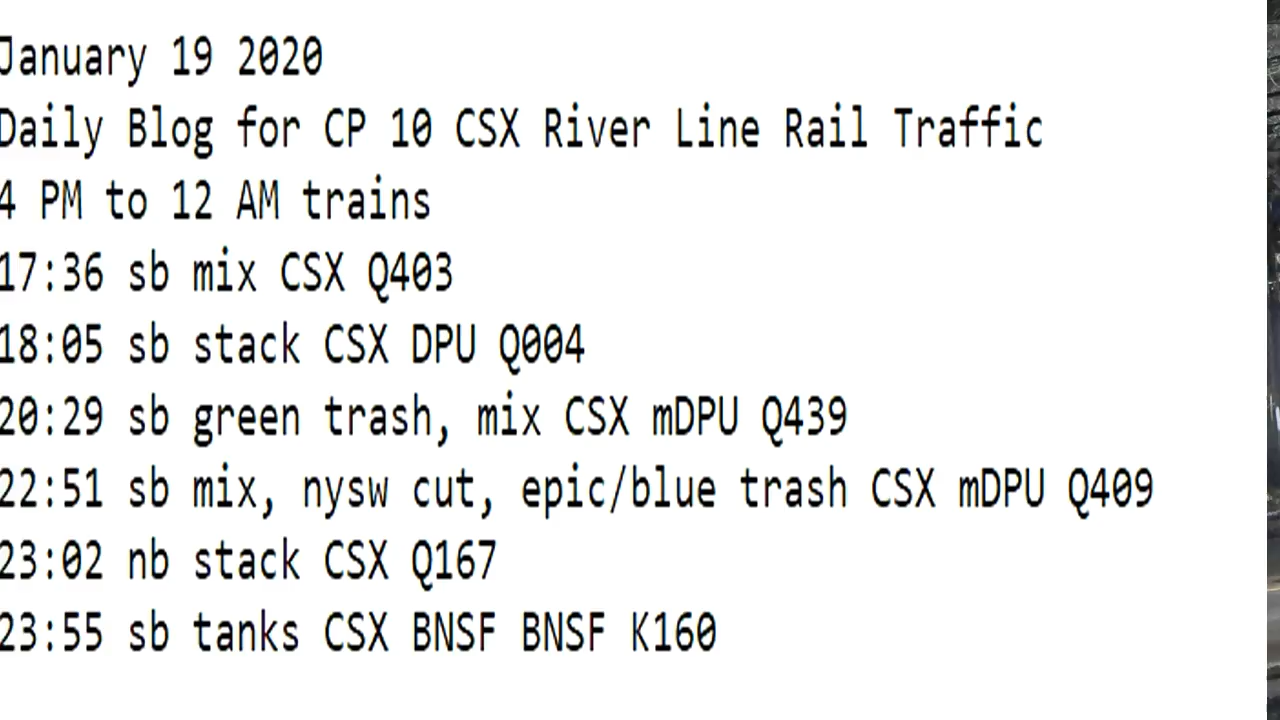 January 19 2020
Daily Blog for CP 10 CSX River Line Rail Traffic
4 PM to 12 AM trains
17:36 sb mix CSX Q403
18:05 sb stack CSX DPU Q004
20:29 sb green trash, mix CSX mDPU Q439
22:51 sb mix, nysw cut, epic/blue trash CSX mDPU Q409
23:02 nb stack CSX Q167
23:55 sb tanks CSX BNSF BNSF K160